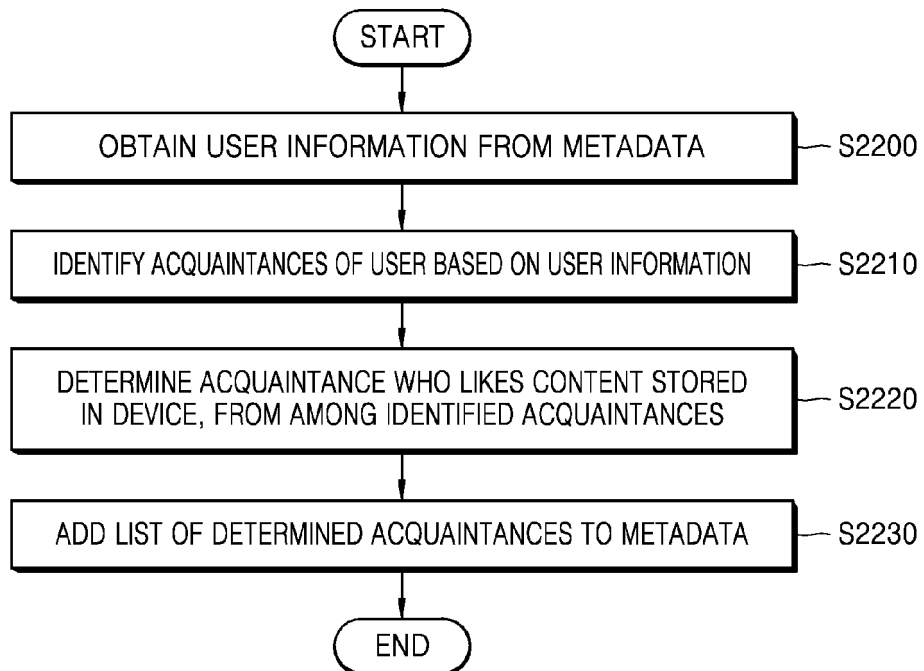 START
OBTAIN USER INFORMATION FROM METADATA
S2200
IDENTIFY ACQUAINTANCES OF USER BASED ON USER INFORMATION
S2210
DETERMINE ACQUAINTANCE WHO LIKES CONTENT STORED
IN DEVICE, FROM AMONG IDENTIFIED ACQUAINTANCES
S2220
ADD LIST OF DETERMINED ACQUAINTANCES TO METADATA
S2230
END